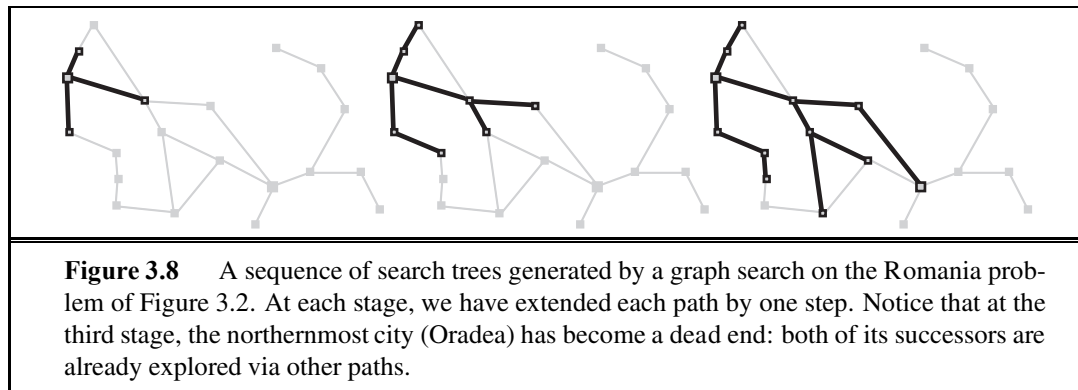 Figure 3.8 A sequence of search trees generated by a graph search on the Romania prob-
lem of Figure 3.2. At each stage, we have extended each path by one step. Notice that at the
third stage, the northernmost city (Oradea) has become a dead end: both of its successors are
already explored via other paths.